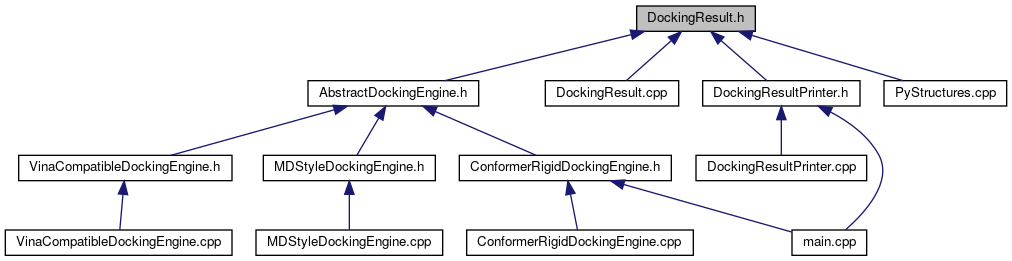 DockingResult.h
AbstractDockingEngine.h
DockingResult.cpp
DockingResultPrinter.h
PyStructures.cpp
VinaCompatibleDockingEngine.h
MDStyleDockingEngine.h
ConformerRigidDockingEngine.h
DockingResultPrinter.cpp
VinaCompatibleDockingEngine.cpp
MDStyleDockingEngine.cpp
ConformerRigidDockingEngine.cpp
main.cpp